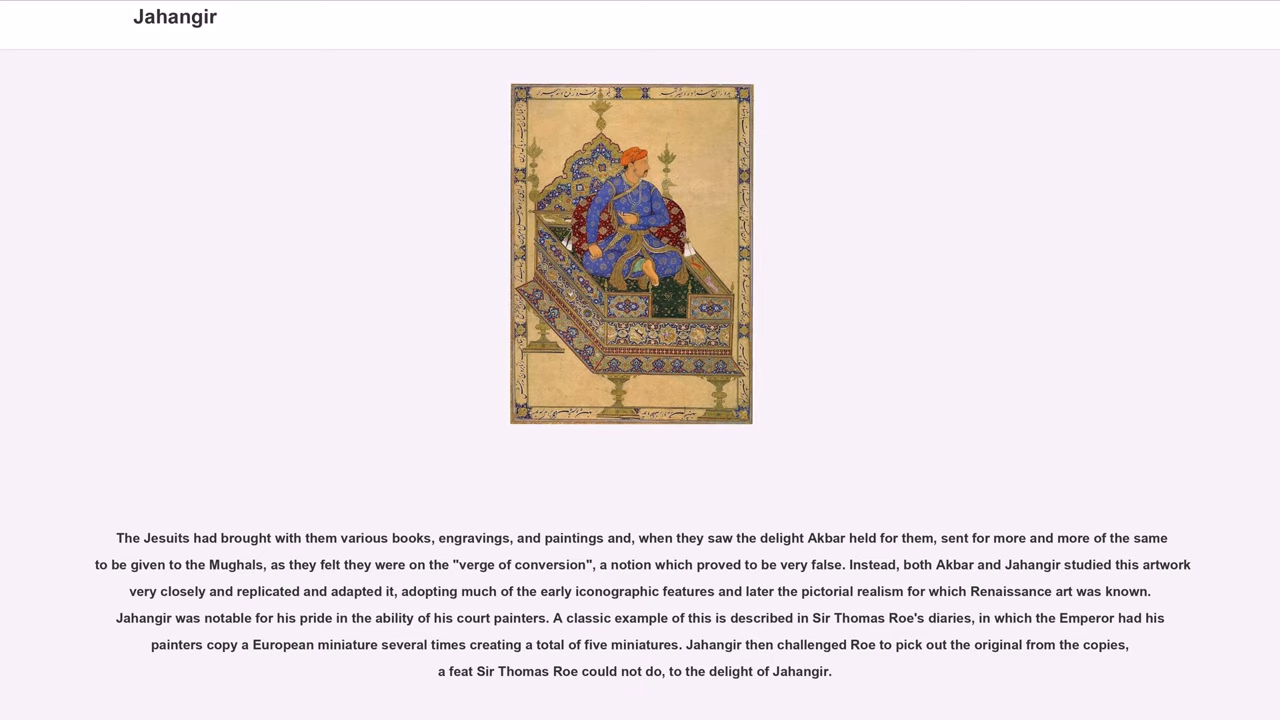 Jahangir
The Jesuits had brought with them various books, engravings, and paintings and, when they saw the delight Akbar held for them, sent for more and more of the same
to be given to the Mughals, as they felt they were on the "verge of conversion", a notion which proved to be very false. Instead, both Akbar and Jahangir studied this artwork
very closely and replicated and adapted it, adopting much of the early iconographic features and later the pictorial realism for which Renaissance art was known.
Jahangir was notable for his pride in the ability of his court painters. A classic example of this is described in Sir Thomas Roe's diaries, in which the Emperor had his
painters copy a European miniature several times creating a total of five miniatures. Jahangir then challenged Roe to pick out the original from the copies,
a feat Sir Thomas Roe could not do, to the delight of Jahangir.